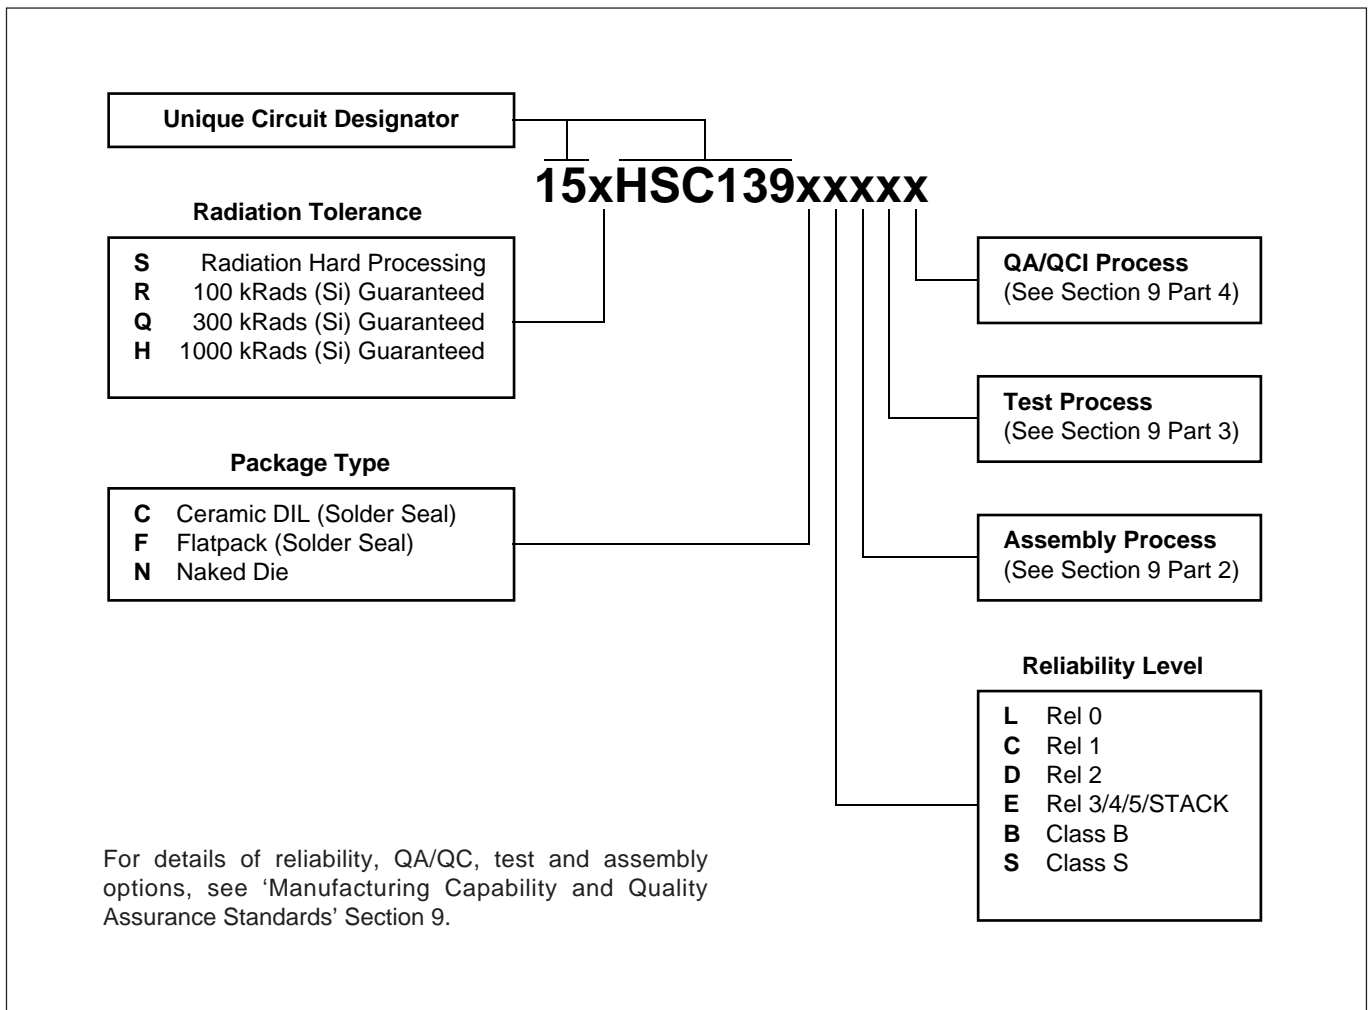 Unique Circuit Designator
15xHSC139xxxxx
Radiation Tolerance
S Radiation Hard Processing
R 100 kRads (Si) Guaranteed
Q 300 kRads (Si) Guaranteed
H 1000 kRads (Si) Guaranteed
Package Type
C Ceramic DIL (Solder Seal)
F Flatpack (Solder Seal)
N Naked Die
QA/QCI Process
(See Section 9 Part 4)
Test Process
(See Section 9 Part 3)
Assembly Process
(See Section 9 Part 2)
Reliability Level
L Rel 0
C Rel 1
D Rel 2
E Rel 3/4/5/STACK
B Class B
S Class S
For details of reliability, QA/QC, test and assembly
options, see ‘Manufacturing Capability and Quality
Assurance Standards’ Section 9.